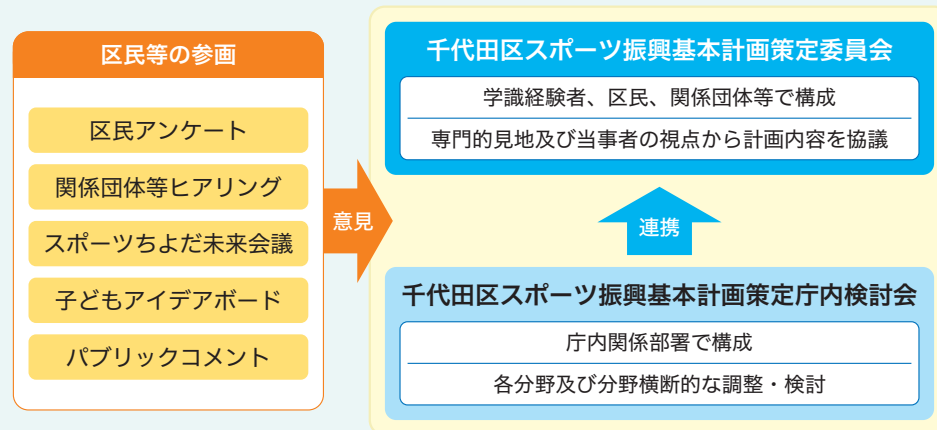 区民等の参画
区民アンケート
関係団体等ヒアリング
スポーツちよだ未来会議
子どもアイデアボード
パブリックコメント
意見
千代田区スポーツ振興基本計画策定委員会
学識経験者、区民、関係団体等で構成
専門的見地及び当事者の視点から計画内容を協議
連携
千代田区スポーツ振興基本計画策定庁内検討会
庁内関係部署で構成
各分野及び分野横断的な調整・検討